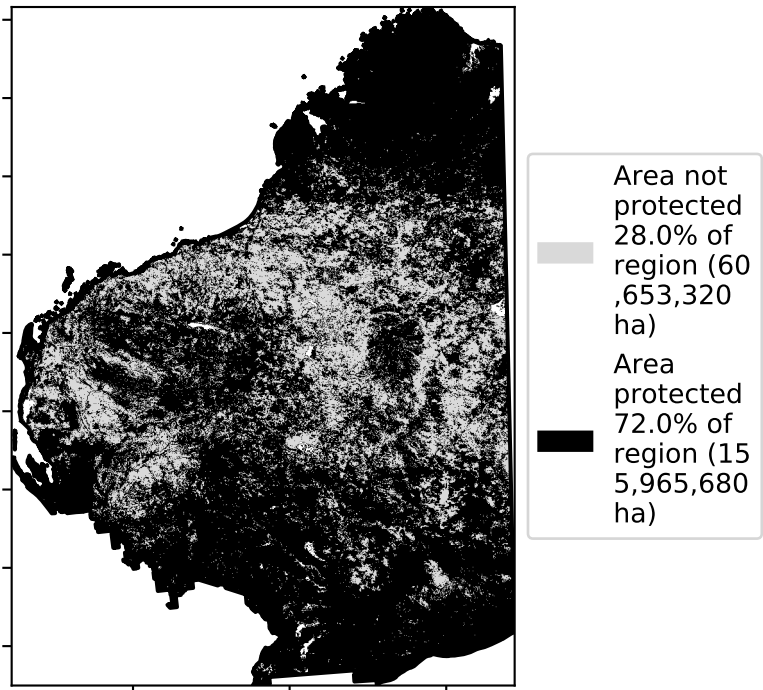 Area not
protected
28.0% of
region (60
,653,320
ha)
Area
protected
72.0% of
region (15
5,965,680
ha)